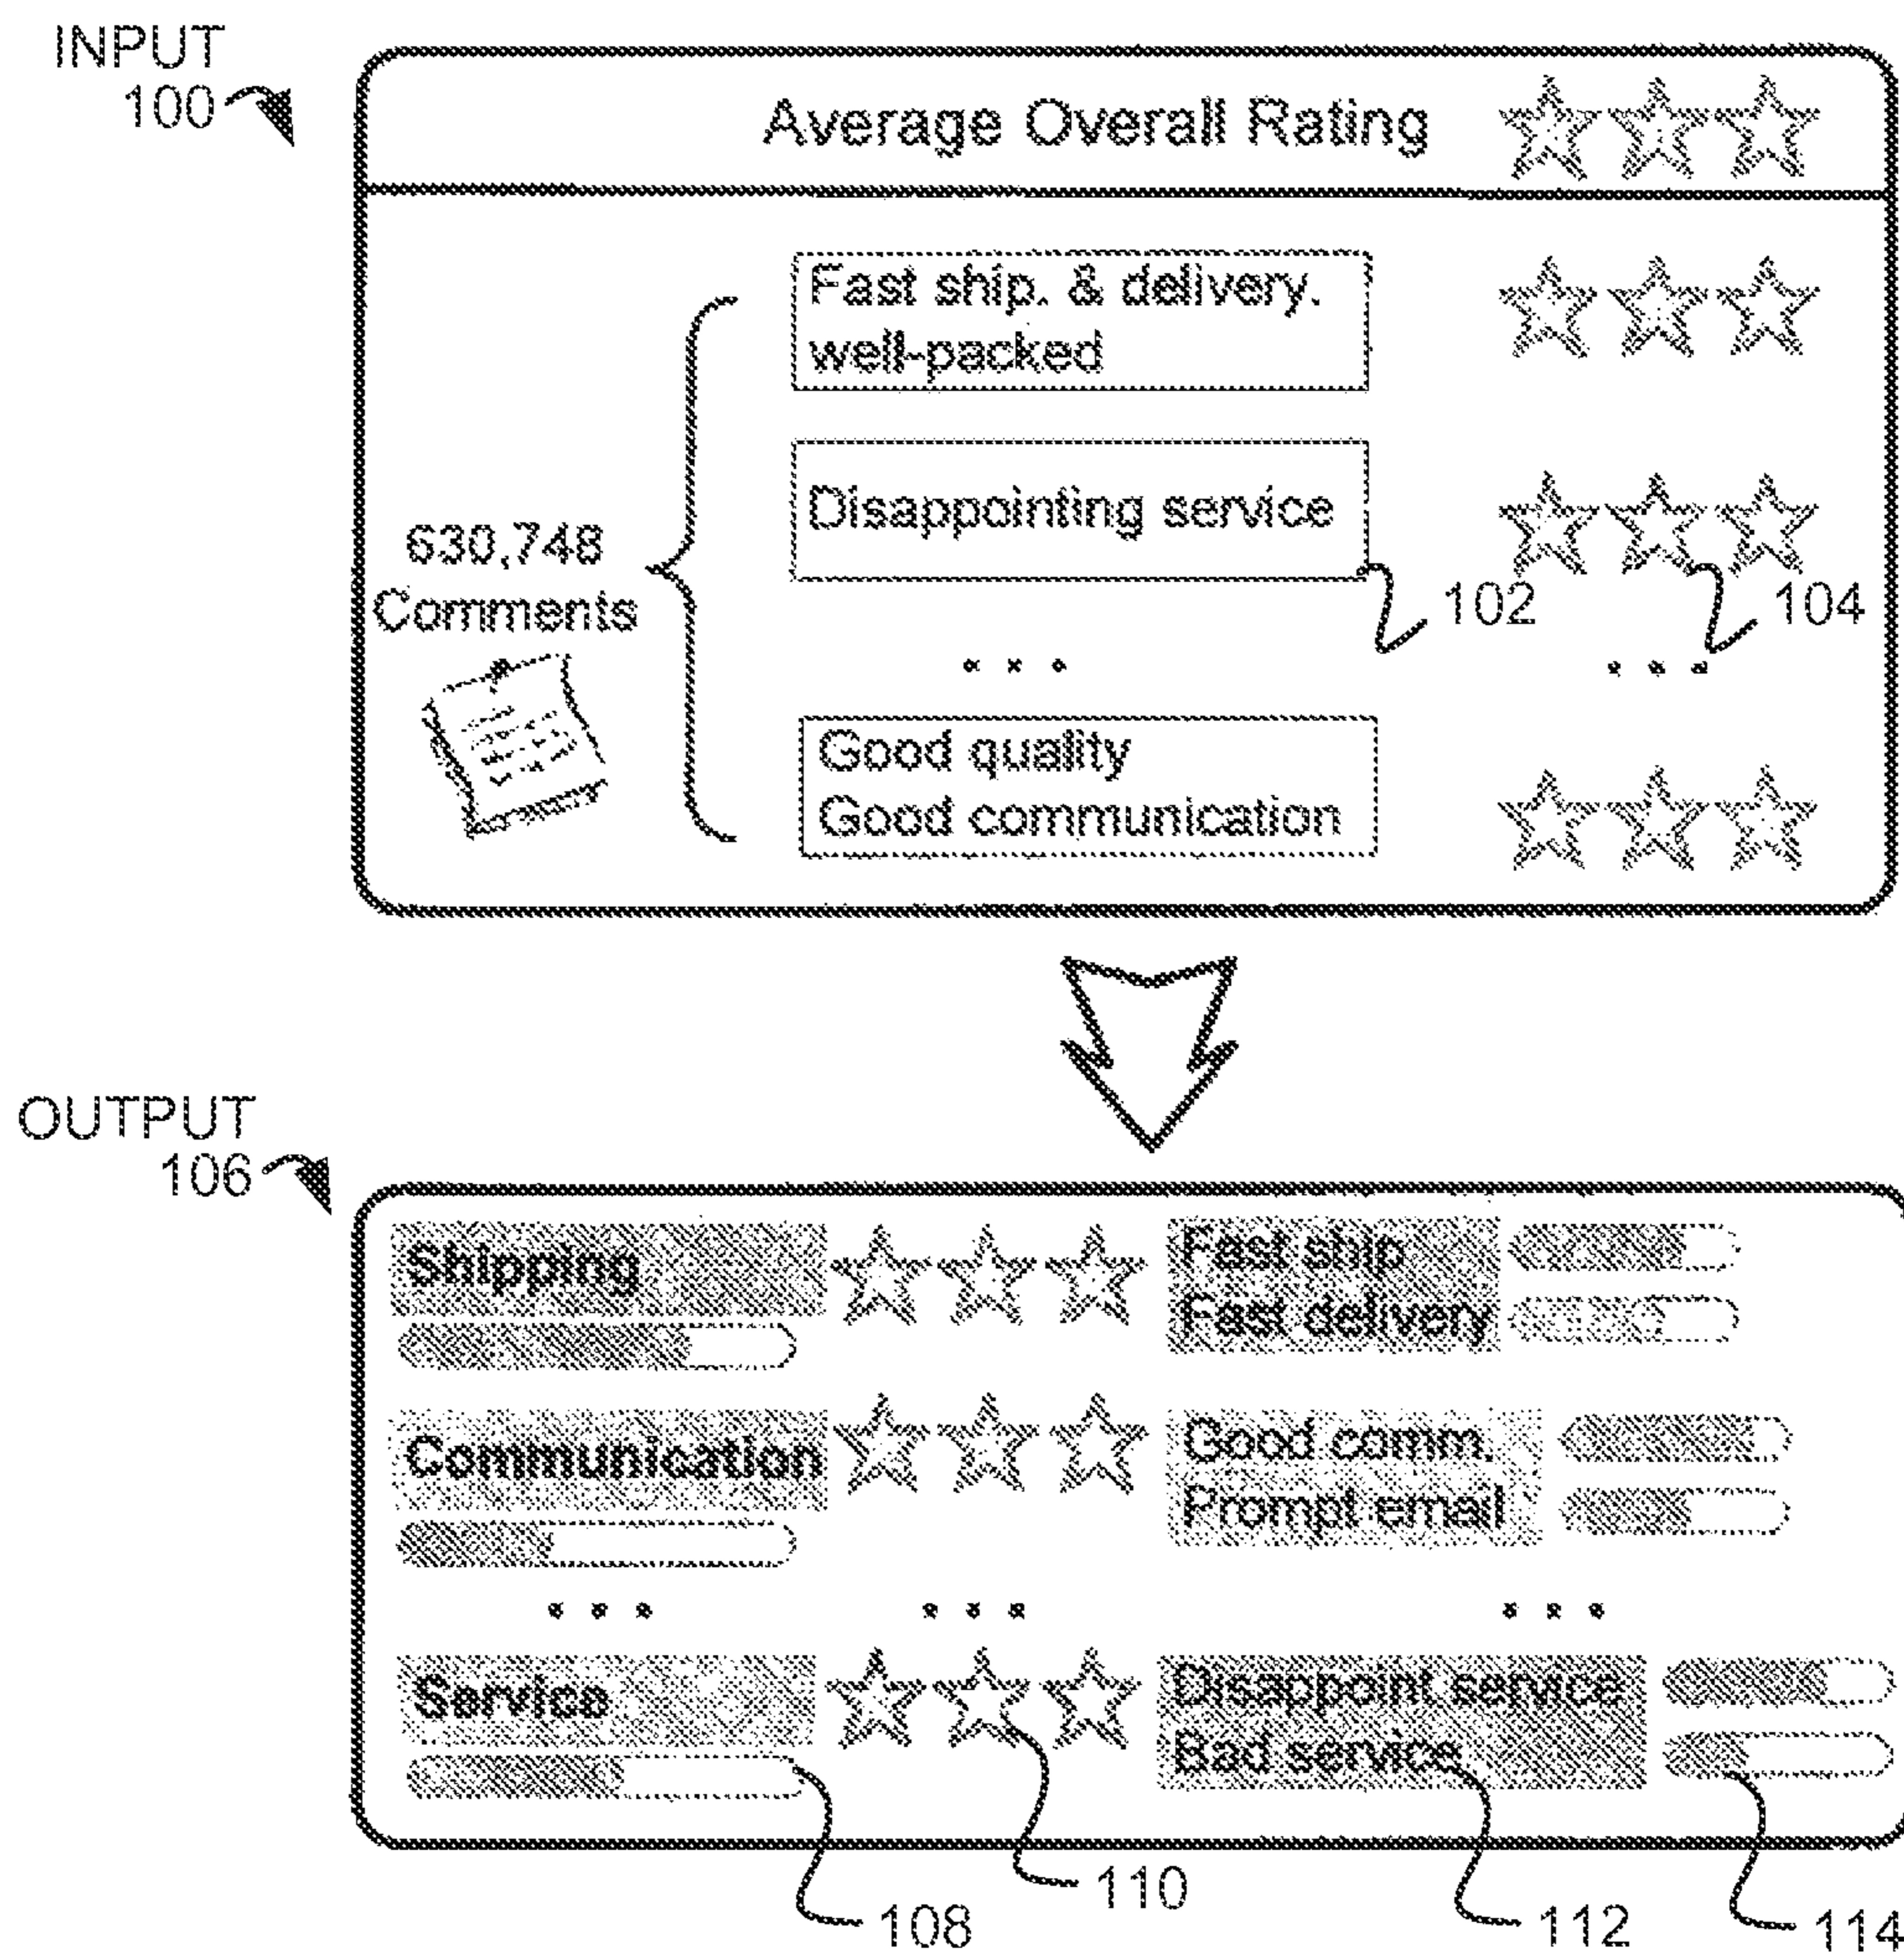 INPUT
100
Average Overall Rating
Fast ship. & delivery.
well-packed
Disappointing service
630,748
Comments
102
104
Good quality
Good communication
OUTPUT
106
Shipping
Fast ship
Fast delivery
Communication
Good comm.
Prompt email
Service
Disappoint service
Bad service
108
110
112
114